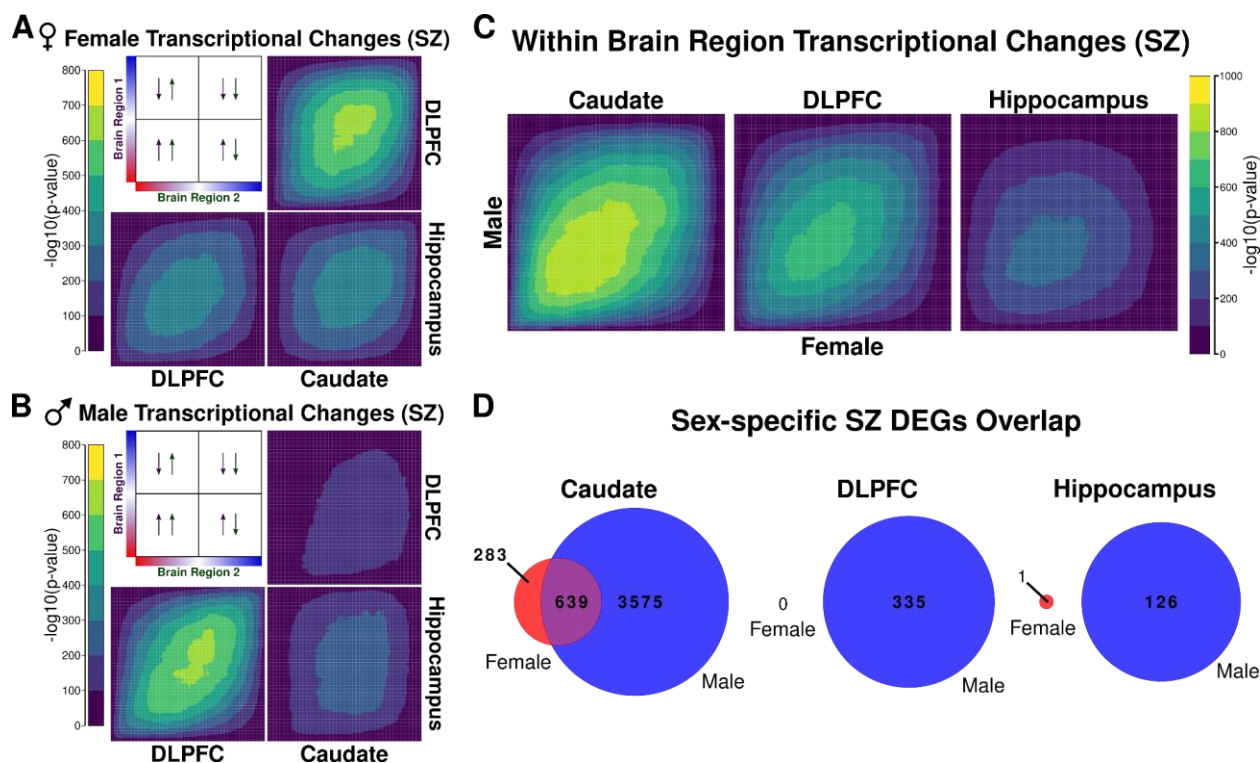 A ♀ Female Transcriptional Changes (SZ)
800
700
600
500
400
300
200
100
0
-log10(p-value)
Brain Region 1
Brain Region 2
DLPFC
Hippocampus
DLPFC
Caudate
B ♂ Male Transcriptional Changes (SZ)
800
700
600
500
400
300
200
100
0
-log10(p-value)
Brain Region 1
Brain Region 2
DLPFC
Hippocampus
DLPFC
Caudate
C Within Brain Region Transcriptional Changes (SZ)
Caudate
DLPFC
Hippocampus
Male
Female
1000
800
600
400
200
0
-log10(p-value)
D Sex-specific SZ DEGs Overlap
Caudate
283
639
3575
Female
Male
DLPFC
0
Female
335
Male
Hippocampus
1
Female
126
Male